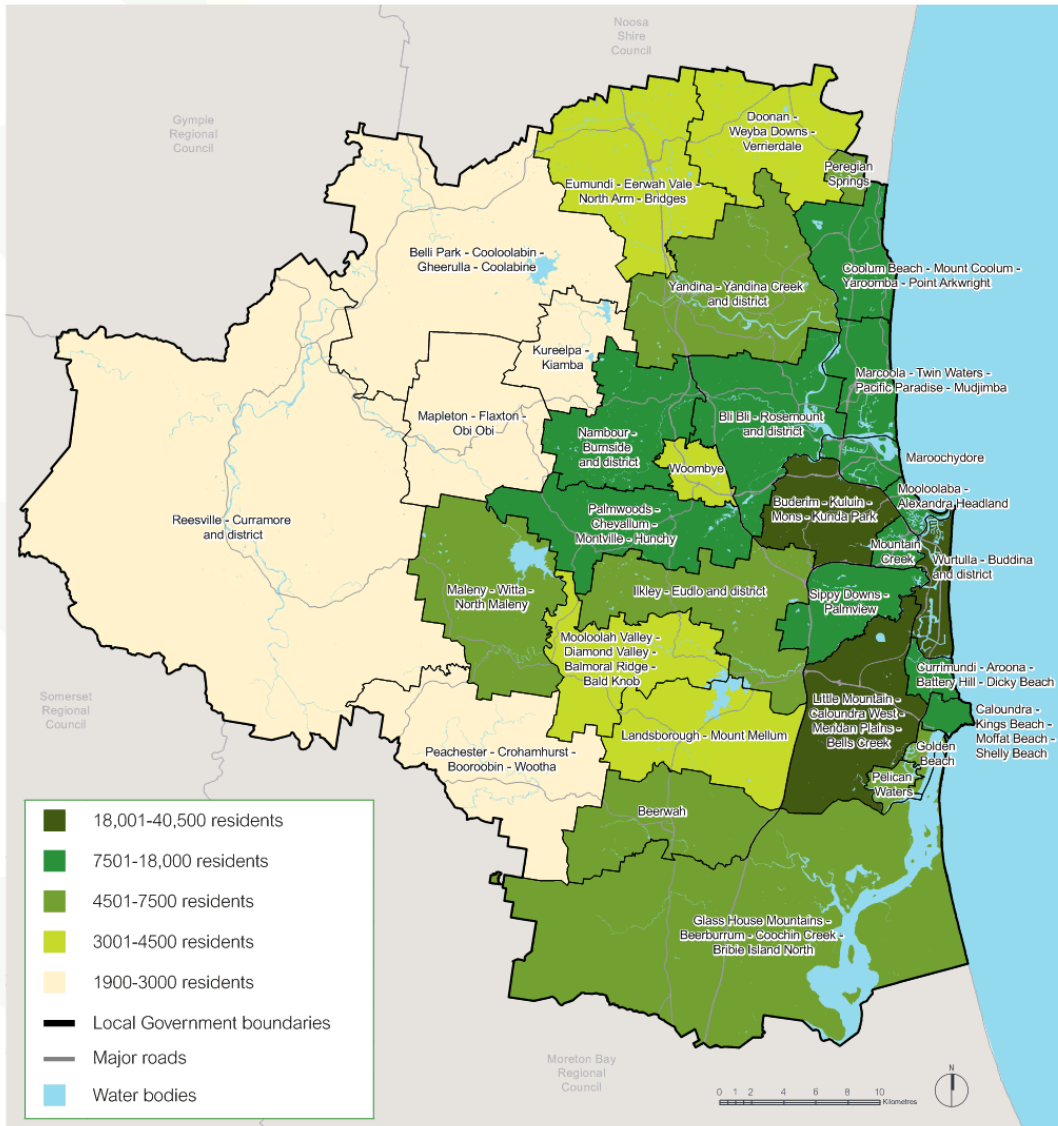 Noosa
Shire
Council
Gympie
Regional
Council
Doonan -
Weyba Downs -
Verrierdale
Peregian
Springs
Eumundi - Eerwah Vale -
North Arm - Bridges
Belli Park - Cooloolabin -
Gheerulla - Coolabine
Coolum Beach - Mount Coolum -
Yaroomba - Point Arkwright
Yandina - Yandina Creek
and district
Kureelpa -
Kiamba
Marcoola - Twin Waters -
Pacific Paradise - Mudjimba
Mapleton - Flaxton -
Obi Obi
Bli Bli - Rosemount
and district
Nambour -
Burnside
and district
Maroochydore
Woombye
Mooloolaba -
Alexandra Headland
Buderim - Kuluin -
Mons - Kunda Park
Palmwoods -
Chevallum -
Montville - Hunchy
Reesville - Curramore
and district
Mountain
Creek
Wurtulla - Buddina
and district
Maleny - Witta -
North Maleny
Ilkley - Eudlo and district
Sippy Downs -
Palmview
Mooloolah Valley -
Diamond Valley -
Balmoral Ridge -
Bald Knob
Currimundi - Aroona -
Battery Hill - Dicky Beach
Somerset
Regional
Council
Little Mountain -
Caloundra West -
Meridan Plains -
Bells Creek
Caloundra -
Kings Beach -
Moffat Beach -
Shelly Beach
Landsborough - Mount Mellum
Peachester - Crohamhurst -
Booroobin - Wootha
Golden
Beach
Pelican
Waters
Beerwah
Glass House Mountains -
Beerburrum - Coochin Creek -
Bribie Island North
18,001-40,500 residents
7501-18,000 residents
4501-7500 residents
3001-4500 residents
1900-3000 residents
Local Government boundaries
Major roads
Water bodies
Moreton Bay
Regional
Council
N
0 1 2 4 6 8 10
Kilometres